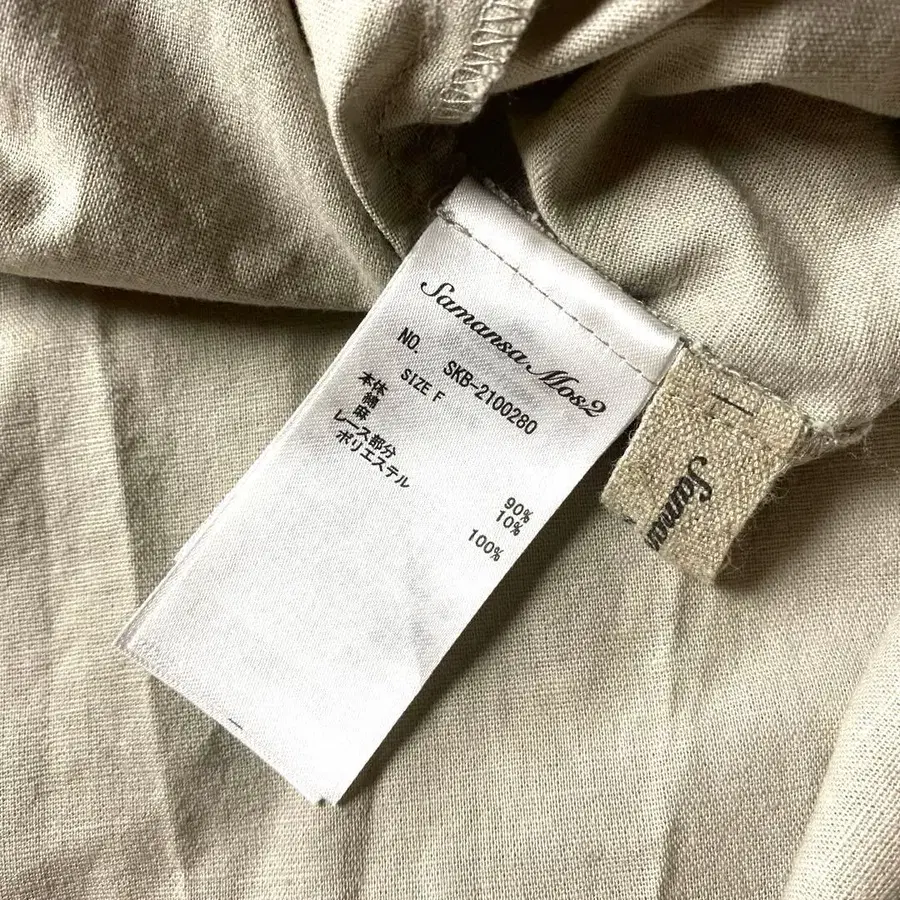 Samansa Mos2
NO. SKB-2100280
SIZE F
本体
綿 90%
麻 10%
レース部分
ポリエステル 100%
Saman